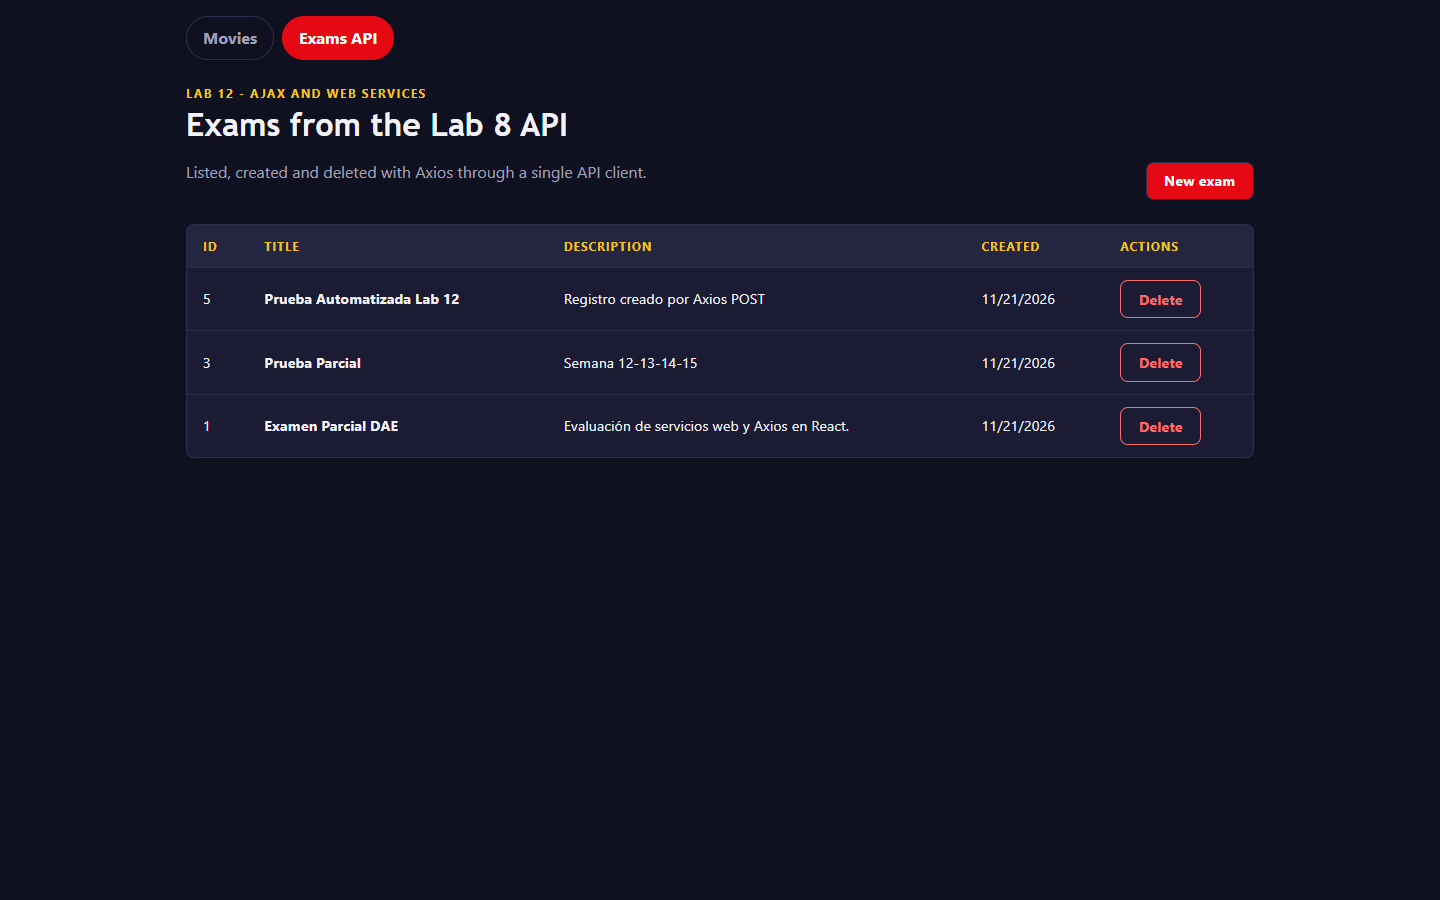 Movies Exams API
LAB 12 - AJAX AND WEB SERVICES
Exams from the Lab 8 API
Listed, created and deleted with Axios through a single API client.
New exam
ID TITLE DESCRIPTION CREATED ACTIONS
5 Prueba Automatizada Lab 12 Registro creado por Axios POST 11/21/2026 Delete
3 Prueba Parcial Semana 12-13-14-15 11/21/2026 Delete
1 Examen Parcial DAE Evaluación de servicios web y Axios en React. 11/21/2026 Delete